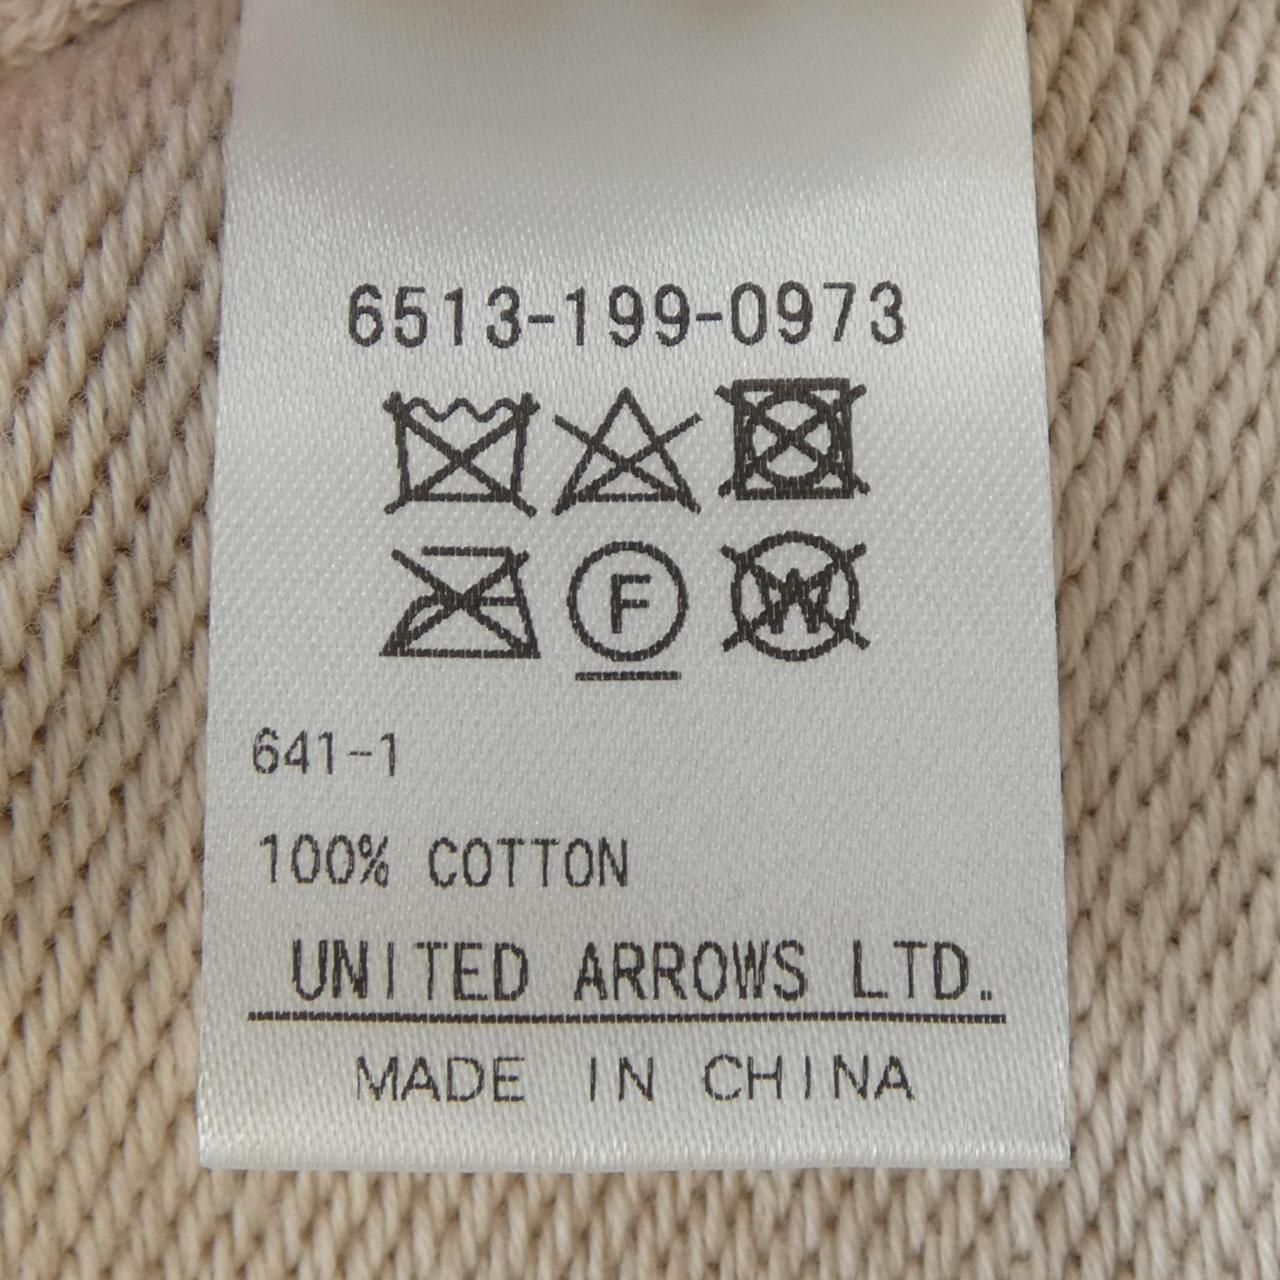 6513-199-0973
F W
641-1
100% COTTON
UNITED ARROWS LTD.
MADE IN CHINA